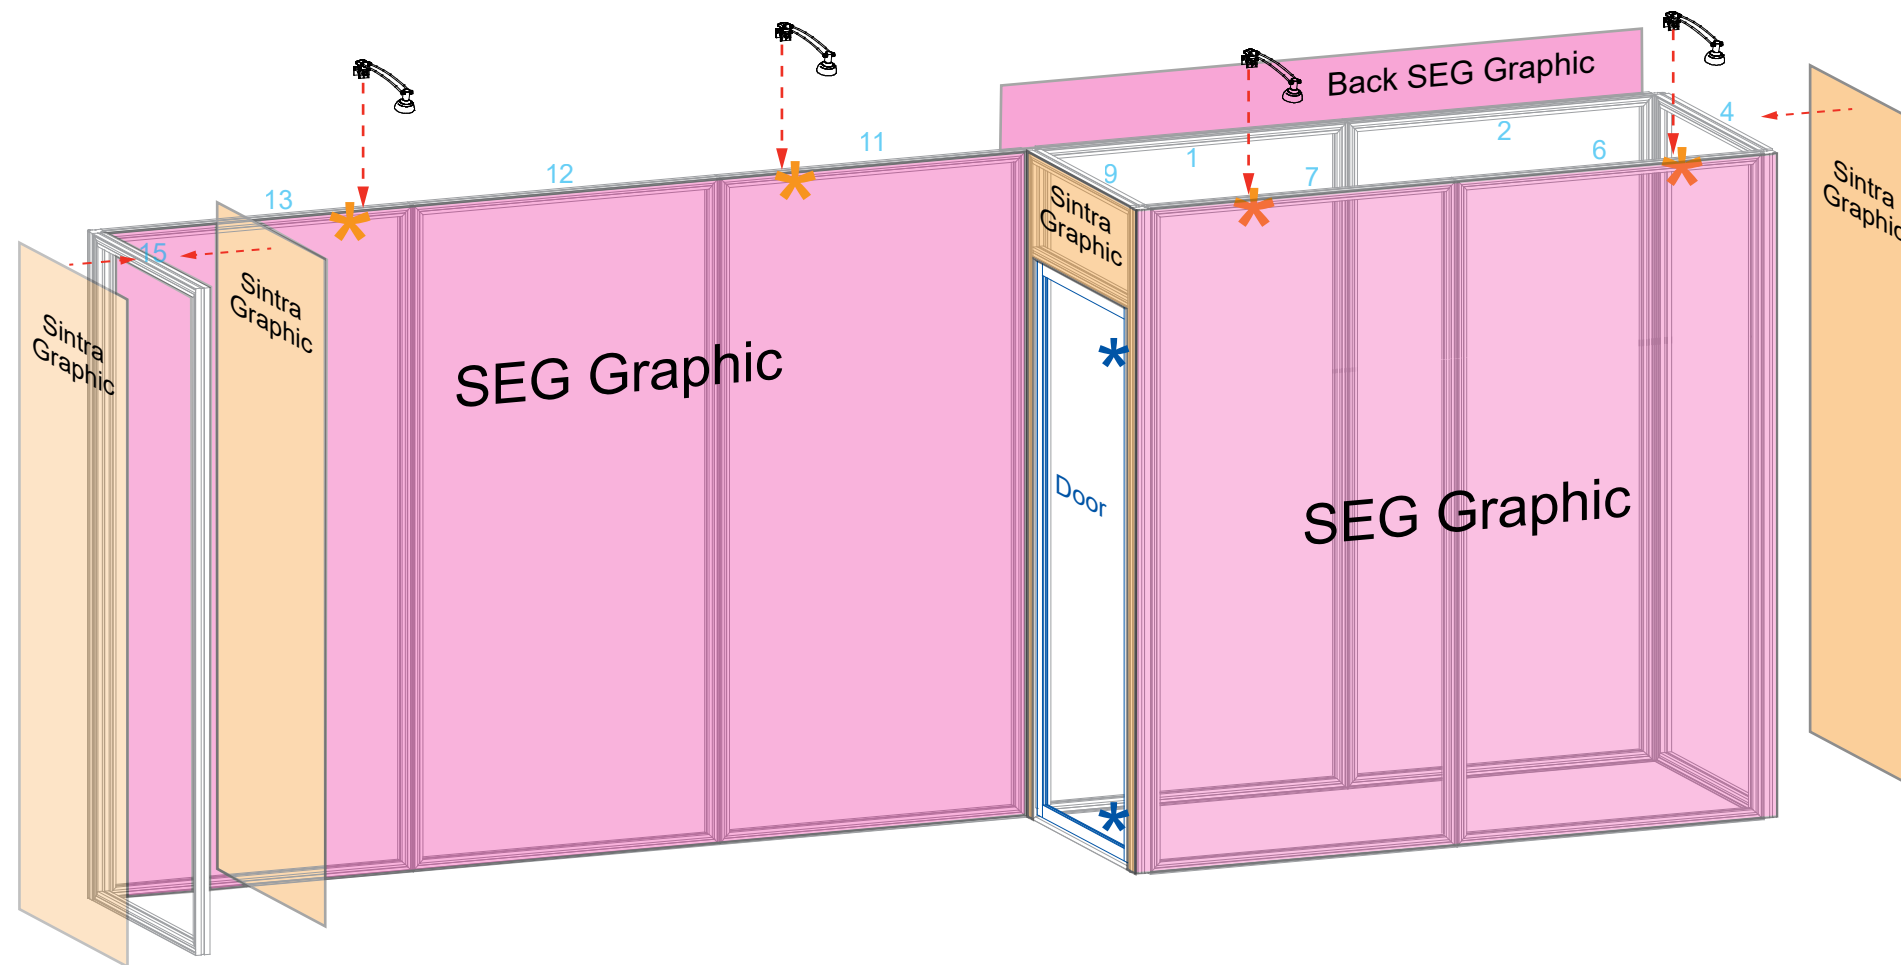 Back SEG Graphic
4
2
11
1
6
12
9
7
13
Sintra
Graphic
Sintra
Graphic
15
Sintra
Graphic
Sintra
Graphic
SEG Graphic
Door
SEG Graphic